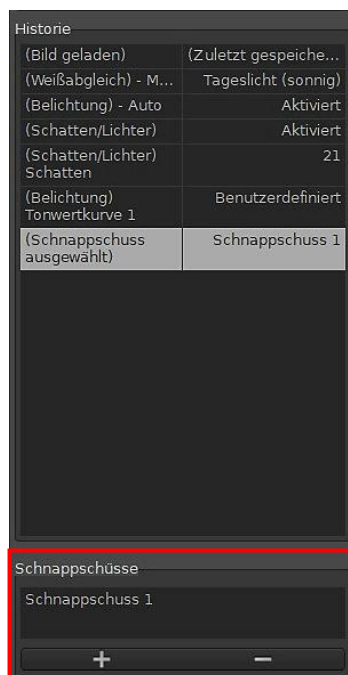 Historie
(Bild geladen) (Zuletzt gespeiche...
(Weißabgleich) - M... Tageslicht (sonnig)
(Belichtung) - Auto Aktiviert
(Schatten/Lichter) Aktiviert
(Schatten/Lichter) 21
Schatten
(Belichtung) Benutzerdefiniert
Tonwertkurve 1
(Schnappschuss Schnappschuss 1
ausgewählt)
Schnappschüsse
Schnappschuss 1
+ −